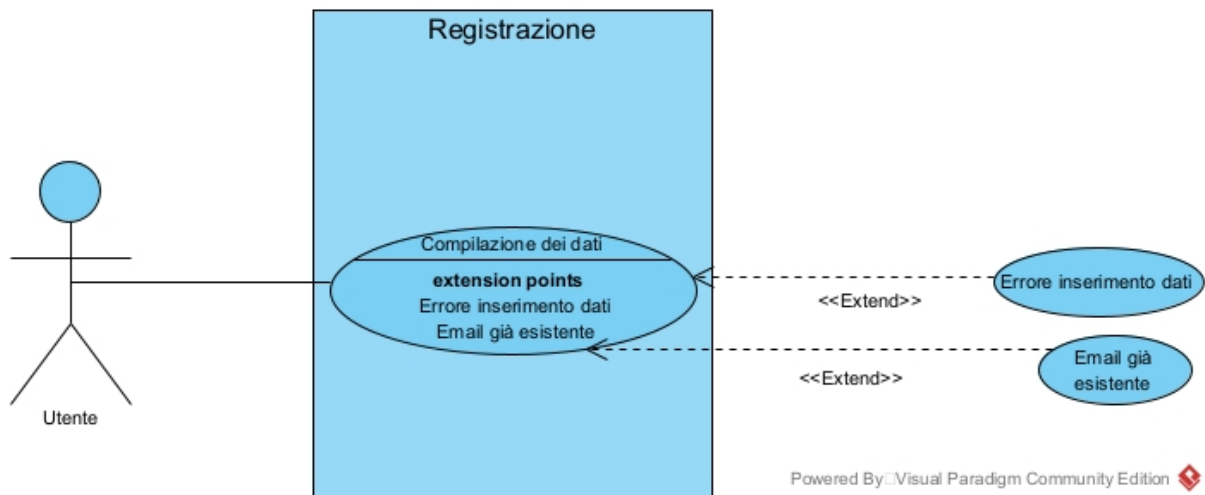 Registrazione
Compilazione dei dati
extension points
Errore inserimento dati
Email già esistente
Errore inserimento dati
<<Extend>>
Email già
esistente
<<Extend>>
Utente
Powered By Visual Paradigm Community Edition